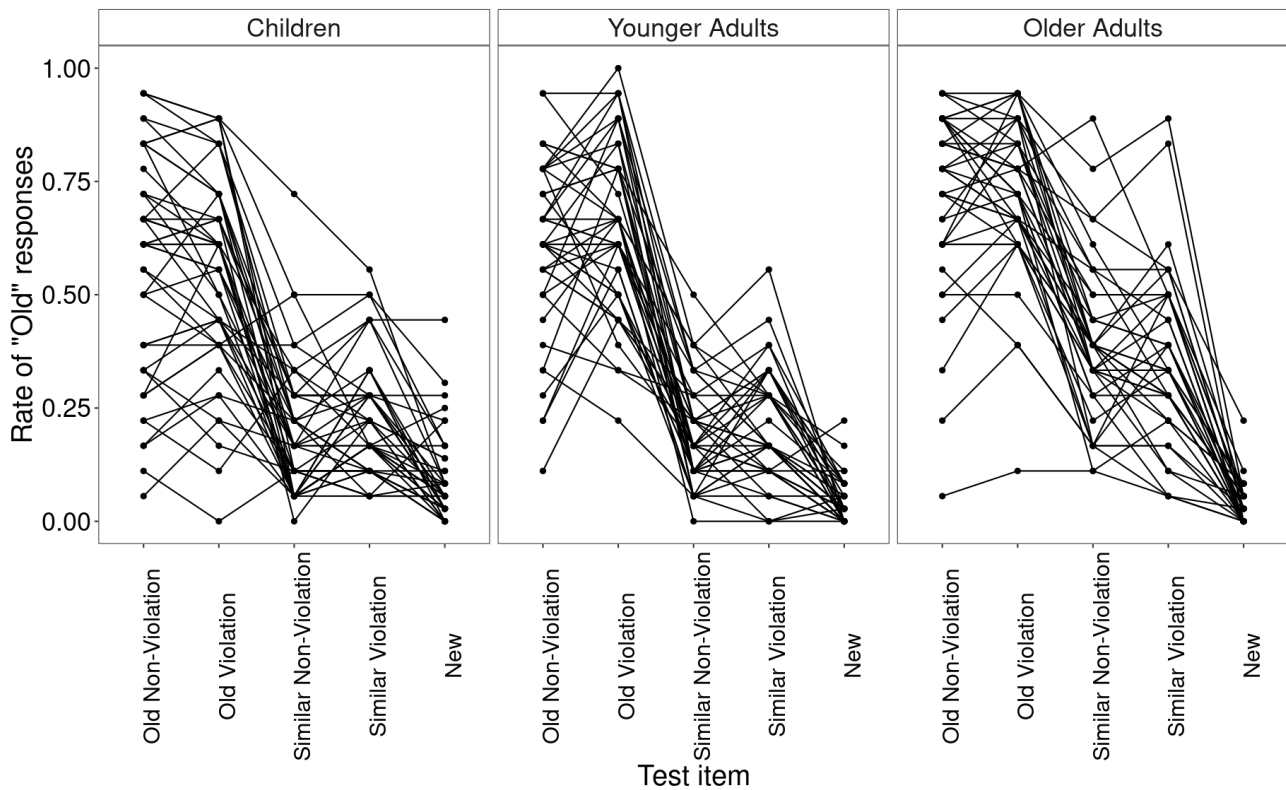 Children
Younger Adults
Older Adults
Rate of "Old" responses
1.00
0.75
0.50
0.25
0.00
Old Non-Violation
Old Violation
Similar Non-Violation
Similar Violation
New
Old Non-Violation
Old Violation
Similar Non-Violation
Similar Violation
New
Old Non-Violation
Old Violation
Similar Non-Violation
Similar Violation
New
Test item